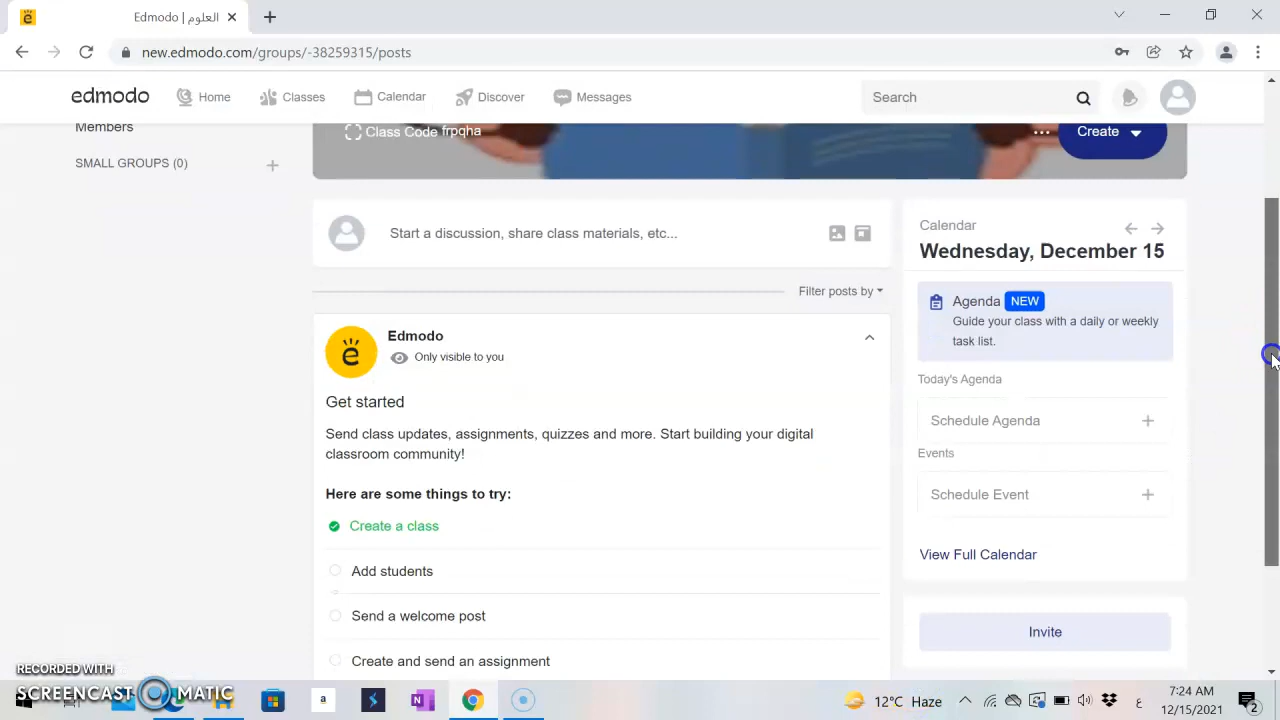 Edmodo | العلوم
new.edmodo.com/groups/-38259315/posts
edmodo
Home
Classes
Calendar
Discover
Messages
Search
Members
Class Code frpqha
Create
SMALL GROUPS (0)
Start a discussion, share class materials, etc...
Filter posts by
Calendar
Wednesday, December 15
Agenda NEW
Guide your class with a daily or weekly
task list.
Today's Agenda
Schedule Agenda
Events
Schedule Event
View Full Calendar
Invite
Edmodo
Only visible to you
Get started
Send class updates, assignments, quizzes and more. Start building your digital
classroom community!
Here are some things to try:
Create a class
Add students
Send a welcome post
Create and send an assignment
RECORDED WITH
SCREENCAST MATIC
12°C Haze
ع
7:24 AM
12/15/2021
2